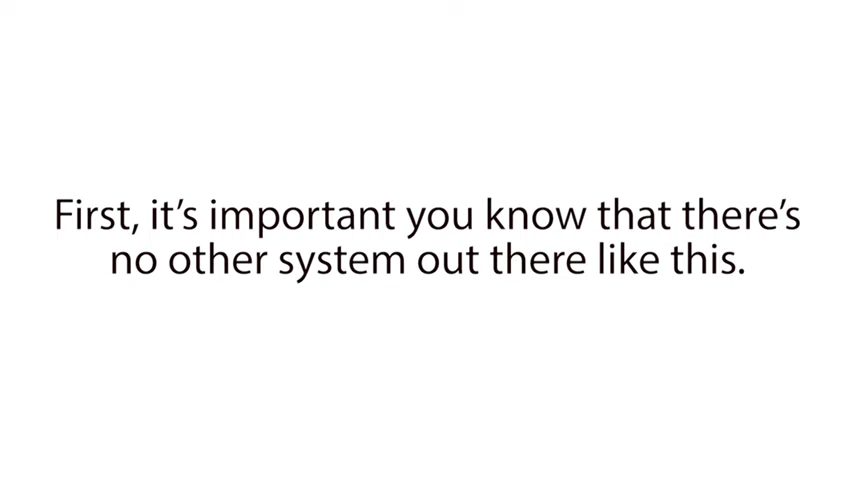 First, it’s important you know that there’s
no other system out there like this.